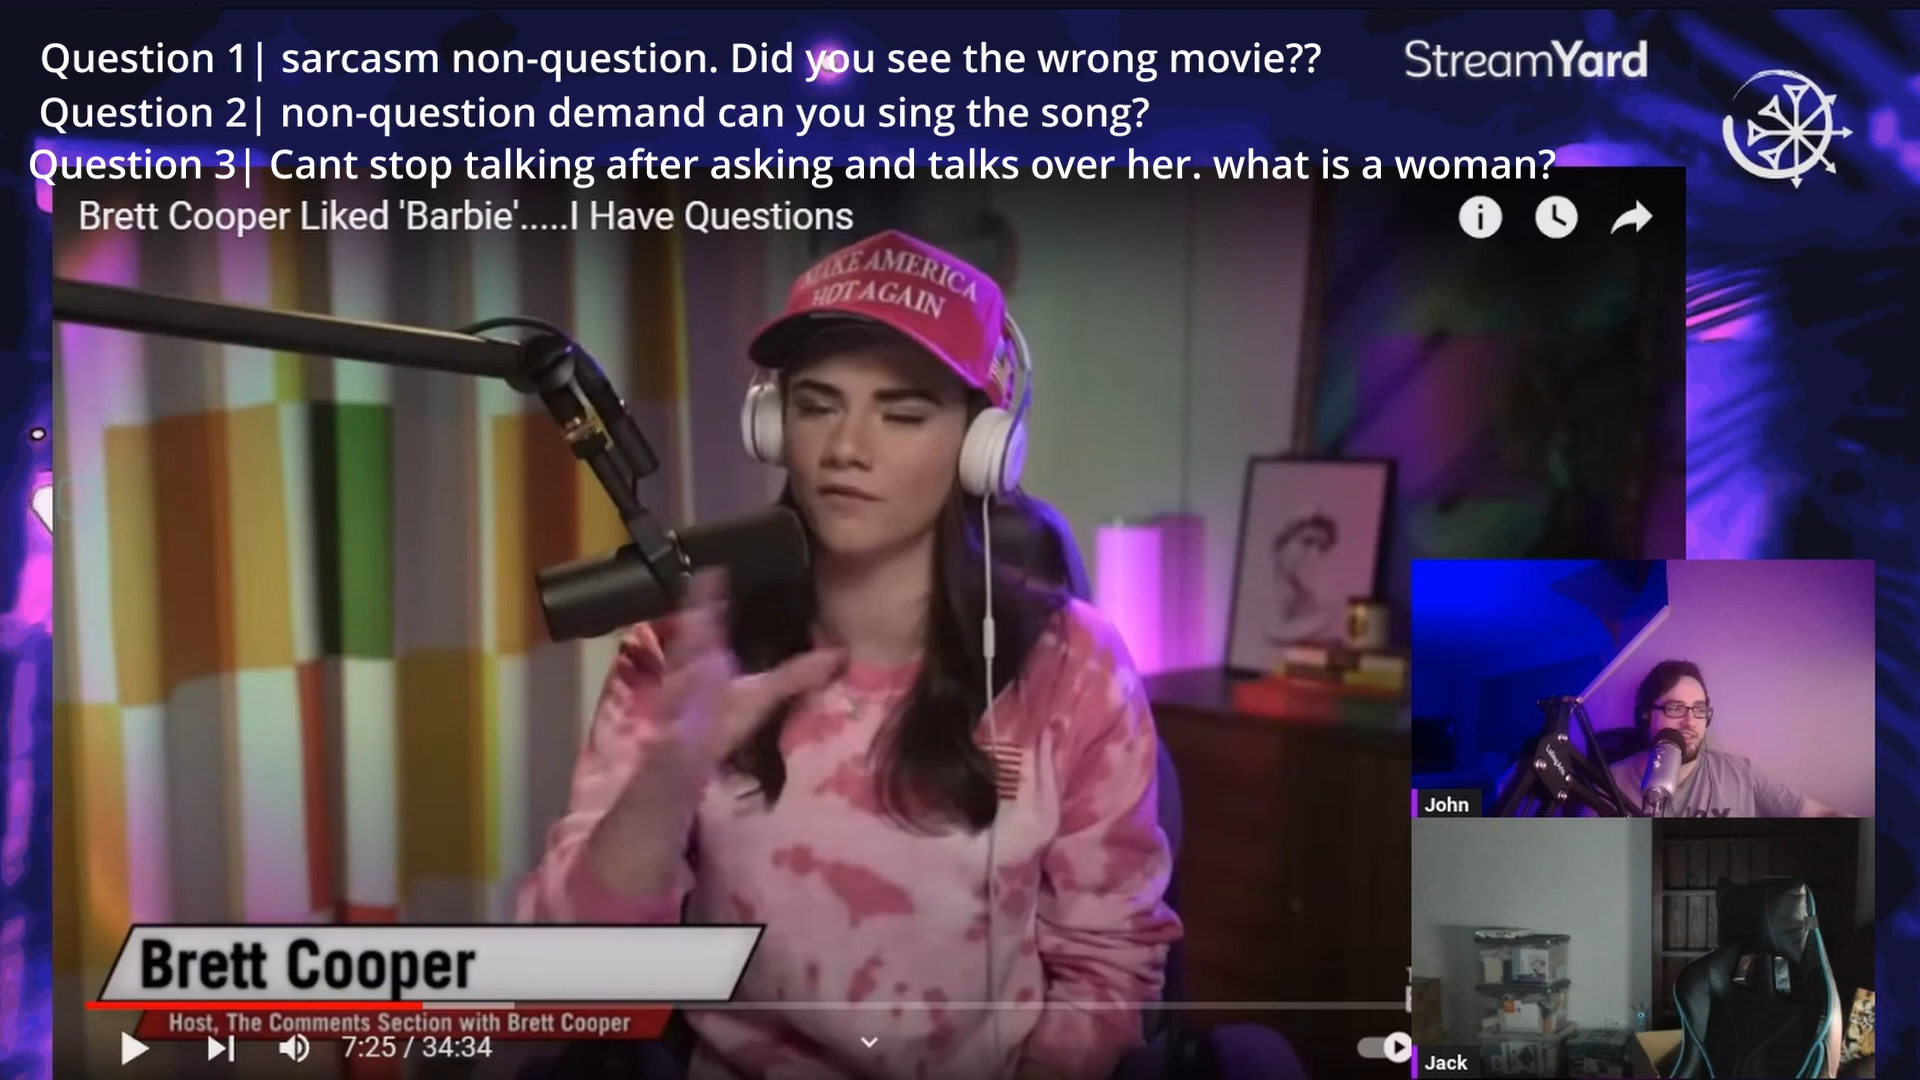 Question 1| sarcasm non-question. Did you see the wrong movie??
StreamYard
Question 2| non-question demand can you sing the song?
Question 3| Cant stop talking after asking and talks over her. what is a woman?
Brett Cooper Liked 'Barbie'.....I Have Questions
MAKE AMERICA
HOT AGAIN
John
Brett Cooper
Host, The Comments Section with Brett Cooper
7:25 / 34:34
Jack